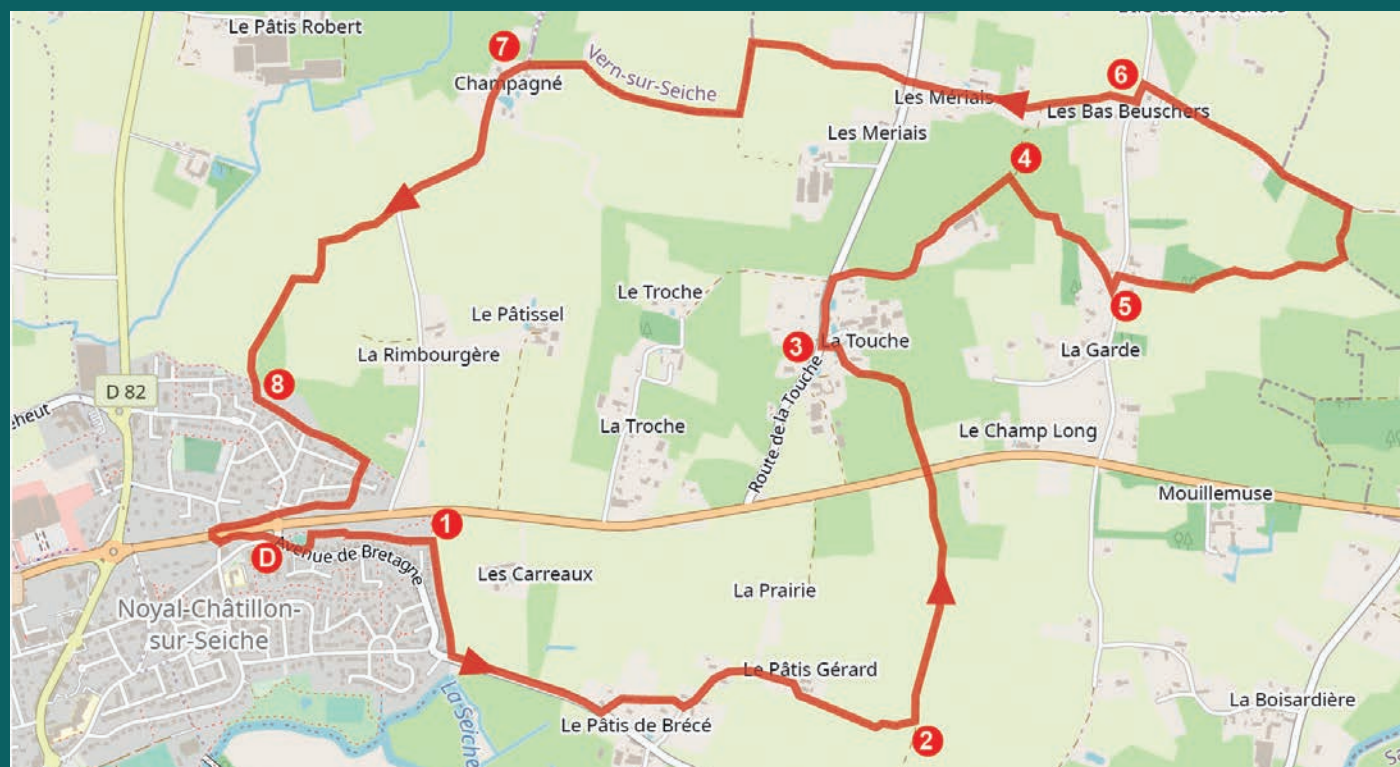 Le Pâtis Robert
7
Champagné
Vern-sur-Seiche
6
Les Mériais
Les Bas Beuschers
Les Meriais
4
Le Troche
5
Le Pâtissel
3
La Touche
La Garde
La Rimbourgère
8
D 82
eheut
La Troche
Route de la Touche
Le Champ Long
Mouillemuse
1
D
Avenue de Bretagne
Les Carreaux
La Prairie
Noyal-Châtillon-
sur-Seiche
Le Pâtis Gérard
La Boisardière
La Seiche
Le Pâtis de Brécé
2